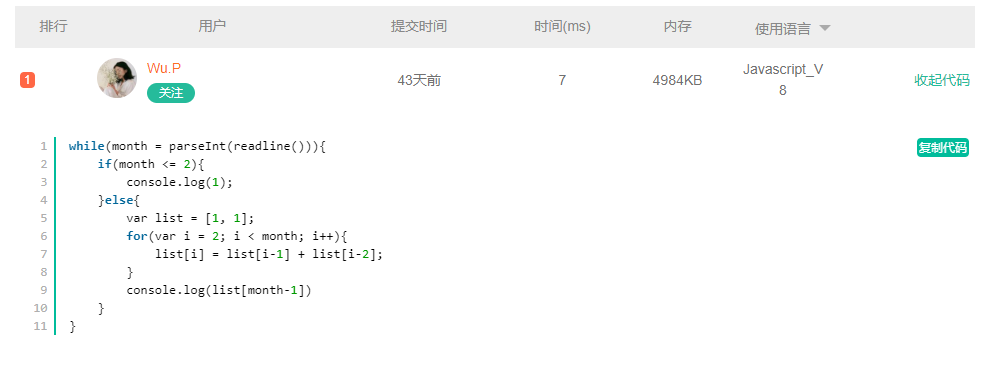 排行 用户 提交时间 时间(ms) 内存 使用语言
1 Wu.P 关注 43天前 7 4984KB Javascript_V
8 收起代码
复制代码
1 while(month = parseInt(readline())){
2     if(month <= 2){
3         console.log(1);
4     }else{
5         var list = [1, 1];
6         for(var i = 2; i < month; i++){
7             list[i] = list[i-1] + list[i-2];
8         }
9         console.log(list[month-1])
10     }
11 }